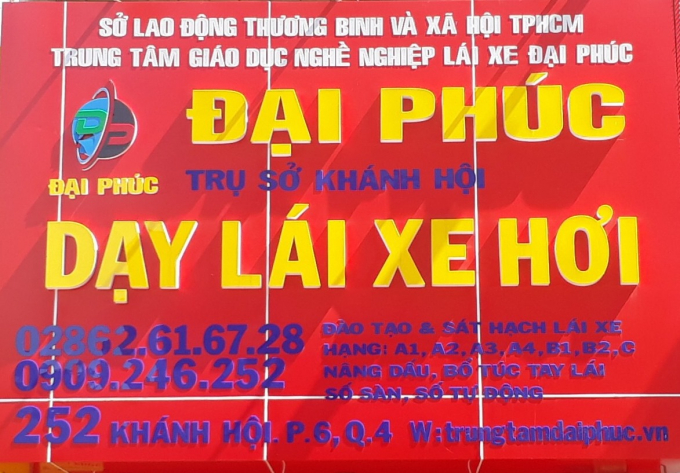 SỞ LAO ĐỘNG THƯƠNG BINH VÀ XÃ HỘI TPHCM
TRUNG TÂM GIÁO DỤC NGHỀ NGHIỆP LÁI XE ĐẠI PHÚC
ĐẠI PHÚC
ĐẠI PHÚC
TRỤ SỞ KHÁNH HỘI
DẠY LÁI XE HƠI
02862.61.67.28
0909.246.252
ĐÀO TẠO & SÁT HẠCH LÁI XE
HẠNG: A1, A2, A3, A4, B1, B2, C
NÂNG DẤU, BỔ TÚC TAY LÁI
SỐ SÀN, SỐ TỰ ĐỘNG
252 KHÁNH HỘI. P.6, Q.4 W:trungtamdaiphuc.vn